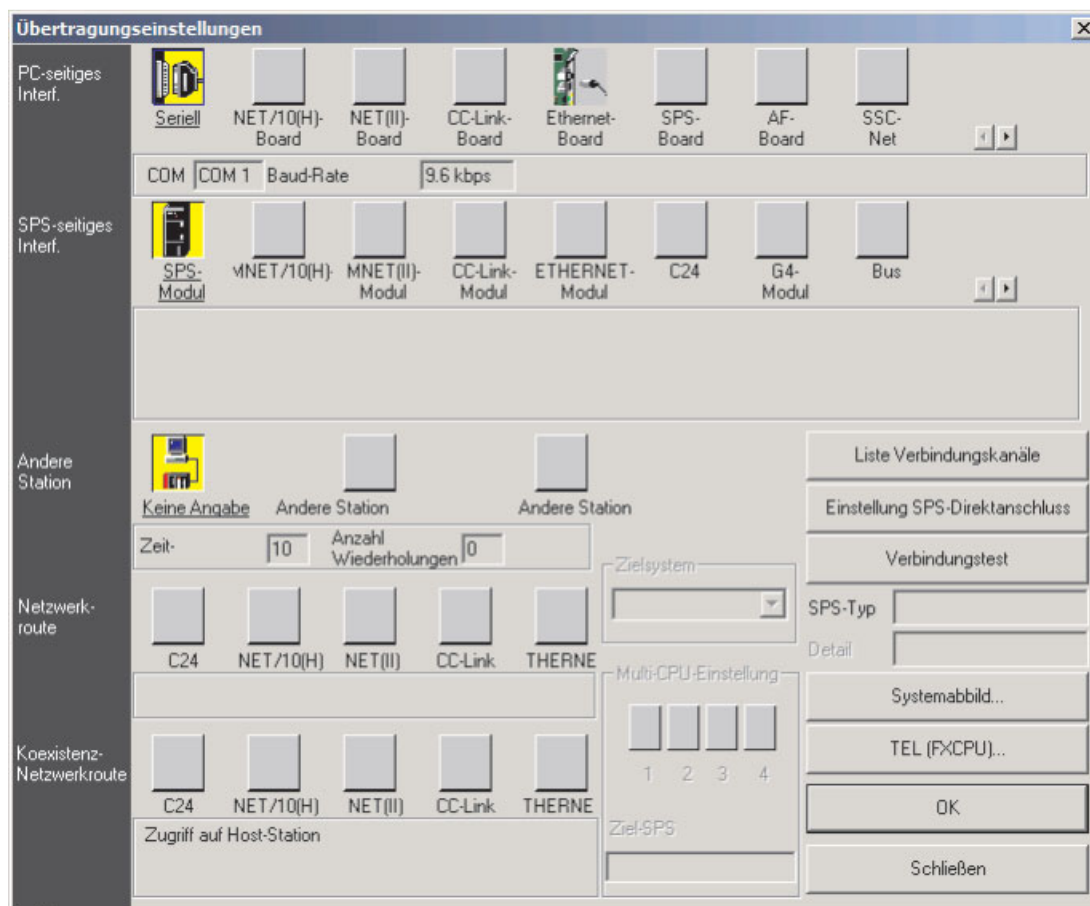 Übertragungseinstellungen
PC-seitiges
Interf.
Seriell
NET/10(H)-
Board
NET(II)-
Board
CC-Link-
Board
Ethernet-
Board
SPS-
Board
AF-
Board
SSC-
Net
COM COM 1 Baud-Rate 9.6 kbps
SPS-seitiges
Interf.
SPS-
Modul
MNET/10(H)-
MNET(II)-
Modul
CC-Link-
Modul
ETHERNET-
Modul
C24
G4-
Modul
Bus
Andere
Station
Keine Angabe
Andere Station
Andere Station
Zeit- 10
Anzahl
Wiederholungen 0
Liste Verbindungskanäle
Einstellung SPS-Direktanschluss
Verbindungstest
Zielsystem
SPS-Typ
Detail
Netzwerk-
route
C24 NET/10(H) NET(II) CC-Link THERNE
Multi-CPU-Einstellung
1 2 3 4
Ziel-SPS
Systemabbild...
TEL (FXCPU)...
OK
Schließen
Koexistenz-
Netzwerkroute
C24 NET/10(H) NET(II) CC-Link THERNE
Zugriff auf Host-Station